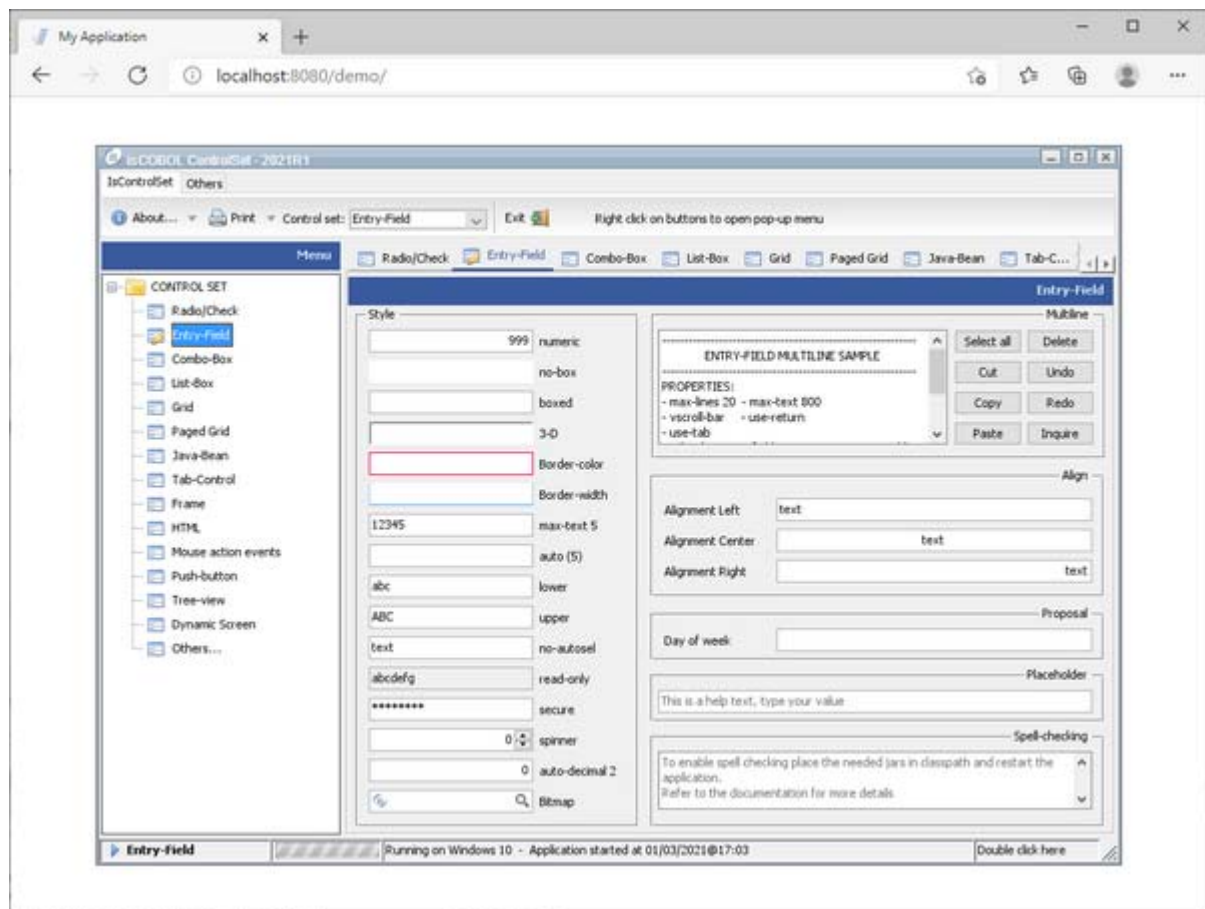 My Application
localhost:8080/demo/
isCOBOL ControlSet - 2021R1
IsControlSet Others
About... Print Control set: Entry-Field Exit Right click on buttons to open pop-up menu
Menu
Radio/Check Entry-Field Combo-Box List-Box Grid Paged Grid Java-Bean Tab-C...
CONTROL SET
Radio/Check
Entry-Field
Combo-Box
List-Box
Grid
Paged Grid
Java-Bean
Tab-Control
Frame
HTML
Mouse action events
Push-button
Tree-view
Dynamic Screen
Others...
Entry-Field
Style
999 numeric
no-box
boxed
3-D
Border-color
Border-width
12345 max-text 5
auto (5)
abc lower
ABC upper
text no-autosel
abcdefg read-only
******** secure
0 spinner
0 auto-decimal 2
Bitmap
Multiline
ENTRY-FIELD MULTILINE SAMPLE
PROPERTIES:
- max-lines 20 - max-text 800
- vscroll-bar - use-return
- use-tab
Select all Delete
Cut Undo
Copy Redo
Paste Inquire
Align
Alignment Left text
Alignment Center text
Alignment Right text
Proposal
Day of week
Placeholder
This is a help text, type your value
Spell-checking
To enable spell checking place the needed jars in classpath and restart the
application.
Refer to the documentation for more details
Entry-Field Running on Windows 10 - Application started at 01/03/2021@17:03 Double click here